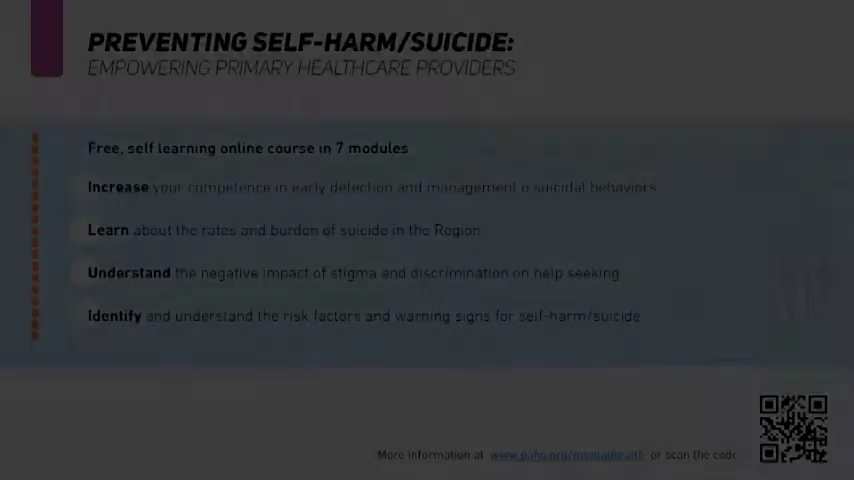 PREVENTING SELF-HARM/SUICIDE:
EMPOWERING PRIMARY HEALTHCARE PROVIDERS
Free, self learning online course in 7 modules
Increase your competence in early detection and management o suicidal behaviors
Learn about the rates and burden of suicide in the Region
Understand the negative impact of stigma and discrimination on help seeking
Identify and understand the risk factors and warning signs for self-harm/suicide
More information at www.paho.org/mentalhealth or scan the code